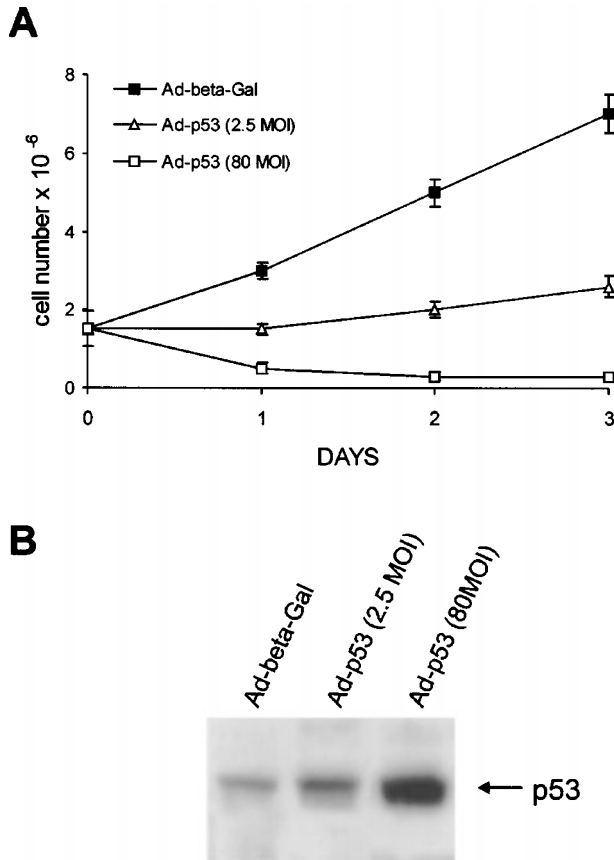 A
8
6
4
2
0
cell number x 10⁻⁶
Ad-beta-Gal
Ad-p53 (2.5 MOI)
Ad-p53 (80 MOI)
0 1 2 3
DAYS
B
Ad-beta-Gal
Ad-p53 (2.5 MOI)
Ad-p53 (80MOI)
p53